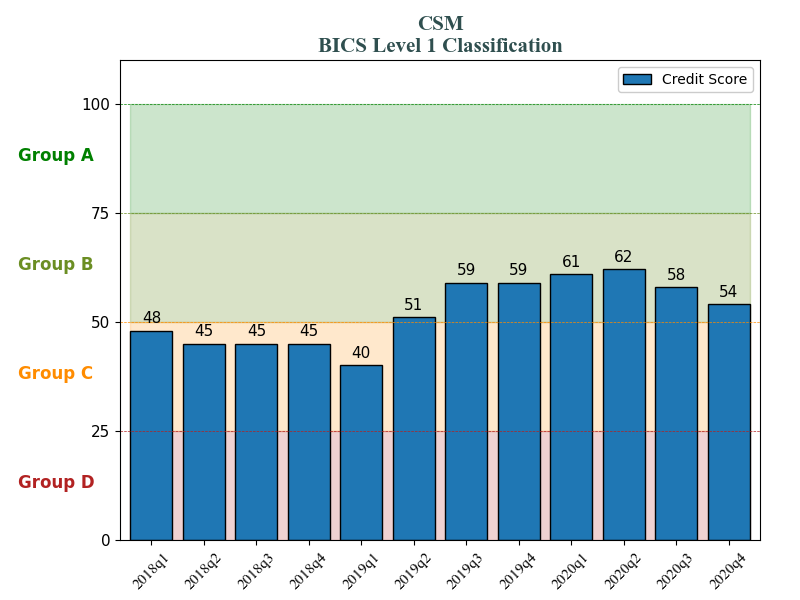 CSM
BICS Level 1 Classification
Credit Score
100
Group A
75
Group B
50
Group C
25
Group D
0
48
45
45
45
40
51
59
59
61
62
58
54
2018q1
2018q2
2018q3
2018q4
2019q1
2019q2
2019q3
2019q4
2020q1
2020q2
2020q3
2020q4